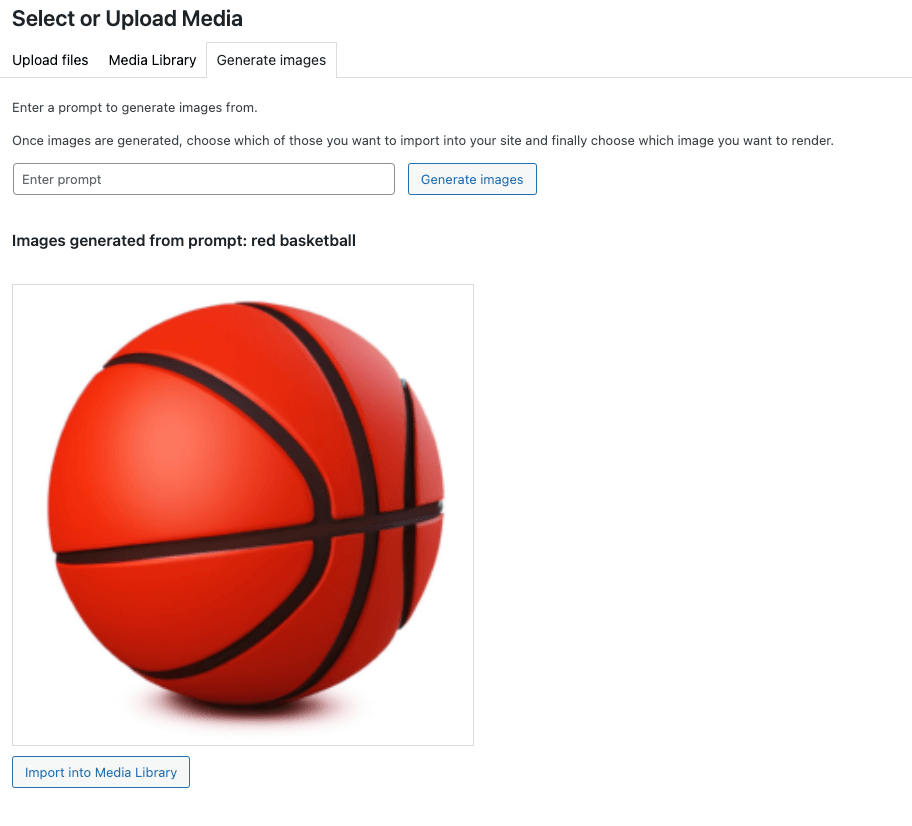 Select or Upload Media
Upload files Media Library Generate images
Enter a prompt to generate images from.
Once images are generated, choose which of those you want to import into your site and finally choose which image you want to render.
Enter prompt Generate images
Images generated from prompt: red basketball
Import into Media Library